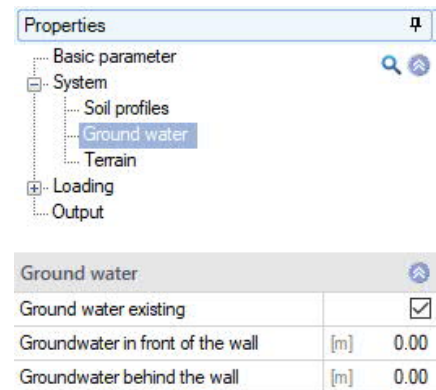 Properties
Basic parameter
System
Soil profiles
Ground water
Terrain
Loading
Output
Ground water
Ground water existing
Groundwater in front of the wall [m] 0.00
Groundwater behind the wall [m] 0.00